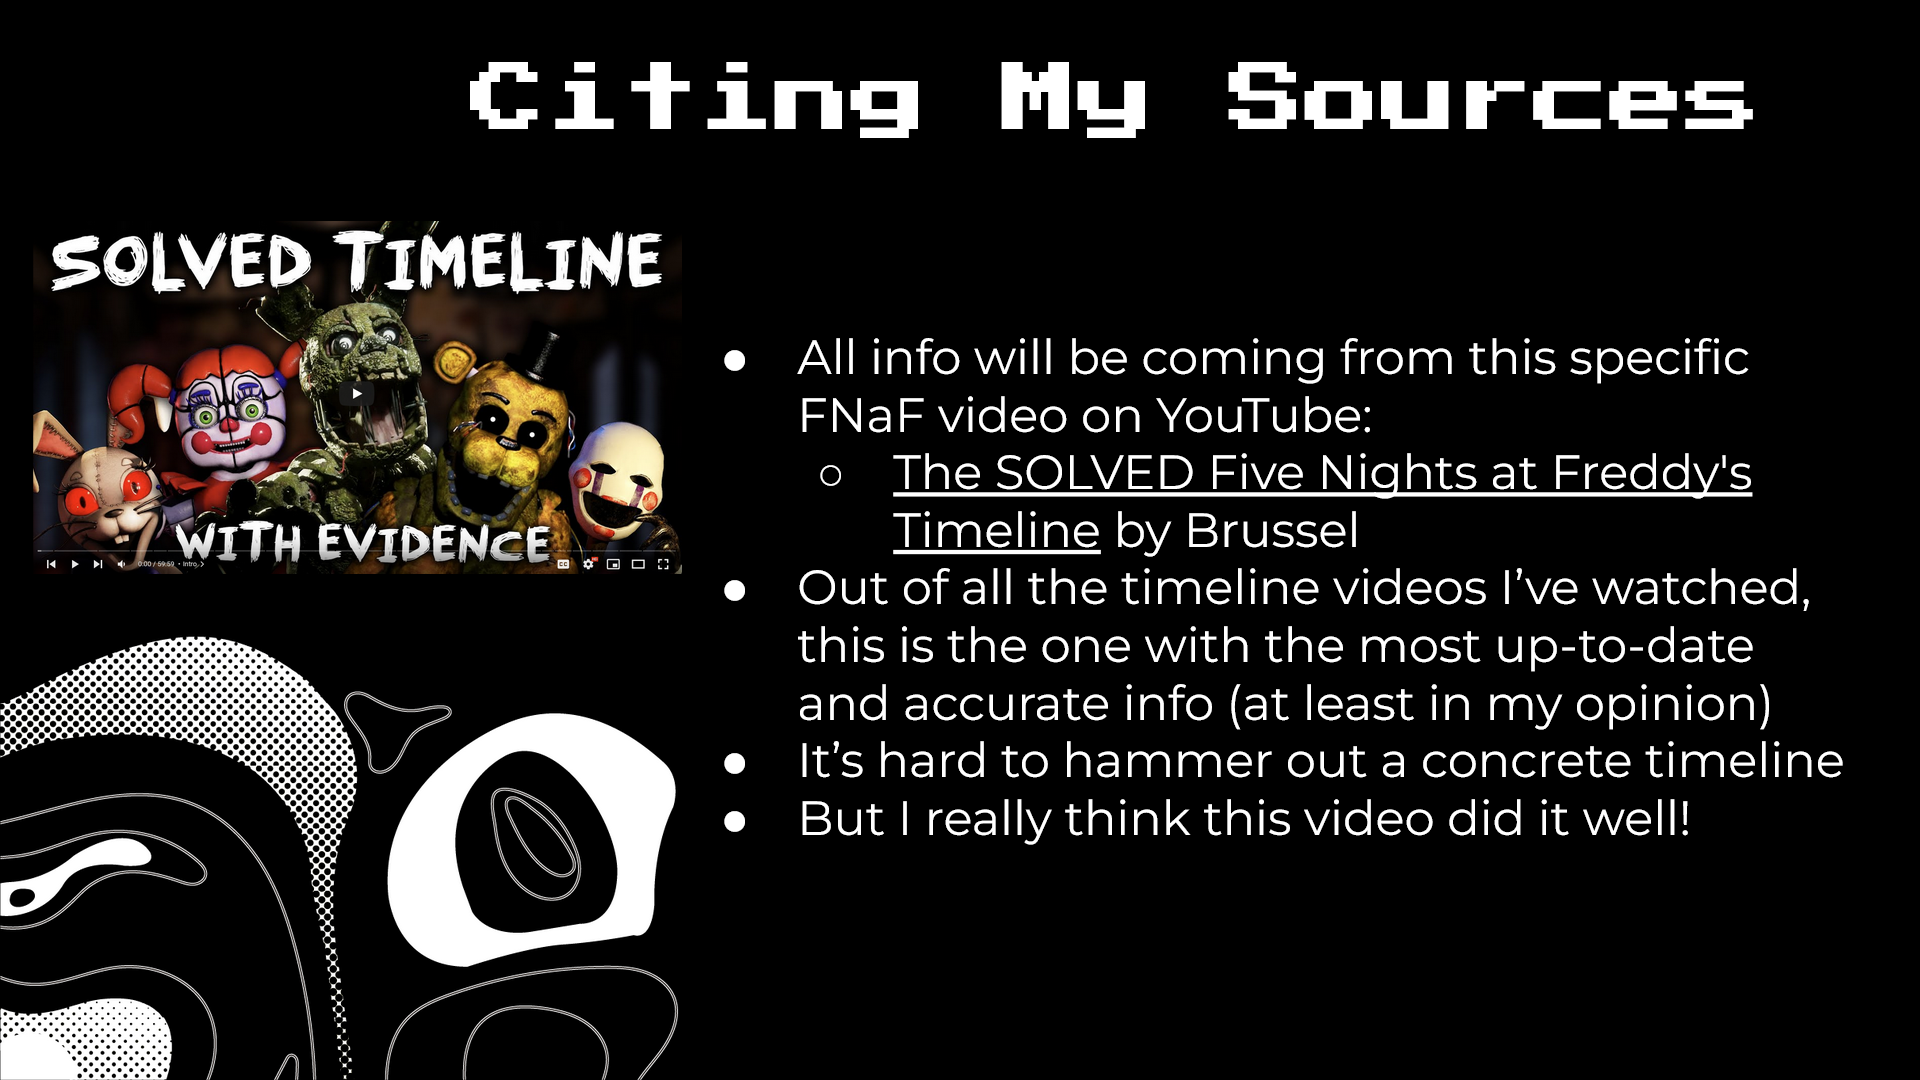 Citing My Sources
SOLVED TIMELINE
WITH EVIDENCE
0:00 / 59:59 • Intro >
CC
● All info will be coming from this specific
FNaF video on YouTube:
○ The SOLVED Five Nights at Freddy's
Timeline by Brussel
● Out of all the timeline videos I’ve watched,
this is the one with the most up-to-date
and accurate info (at least in my opinion)
● It’s hard to hammer out a concrete timeline
● But I really think this video did it well!